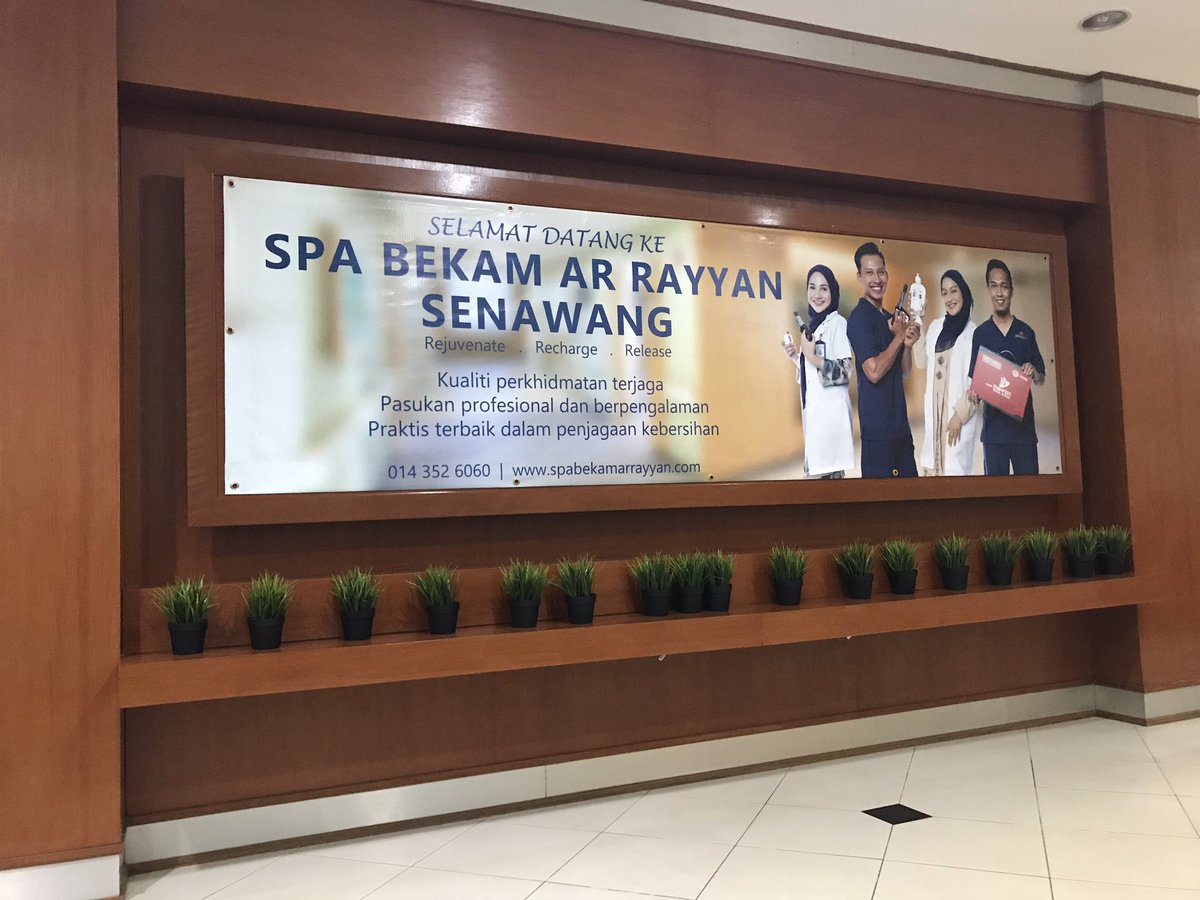 SELAMAT DATANG KE
SPA BEKAM AR RAYYAN
SENAWANG
Rejuvenate . Recharge . Release
Kualiti perkhidmatan terjaga
Pasukan profesional dan berpengalaman
Praktis terbaik dalam penjagaan kebersihan
014 352 6060 | www.spabekamarrayyan.com